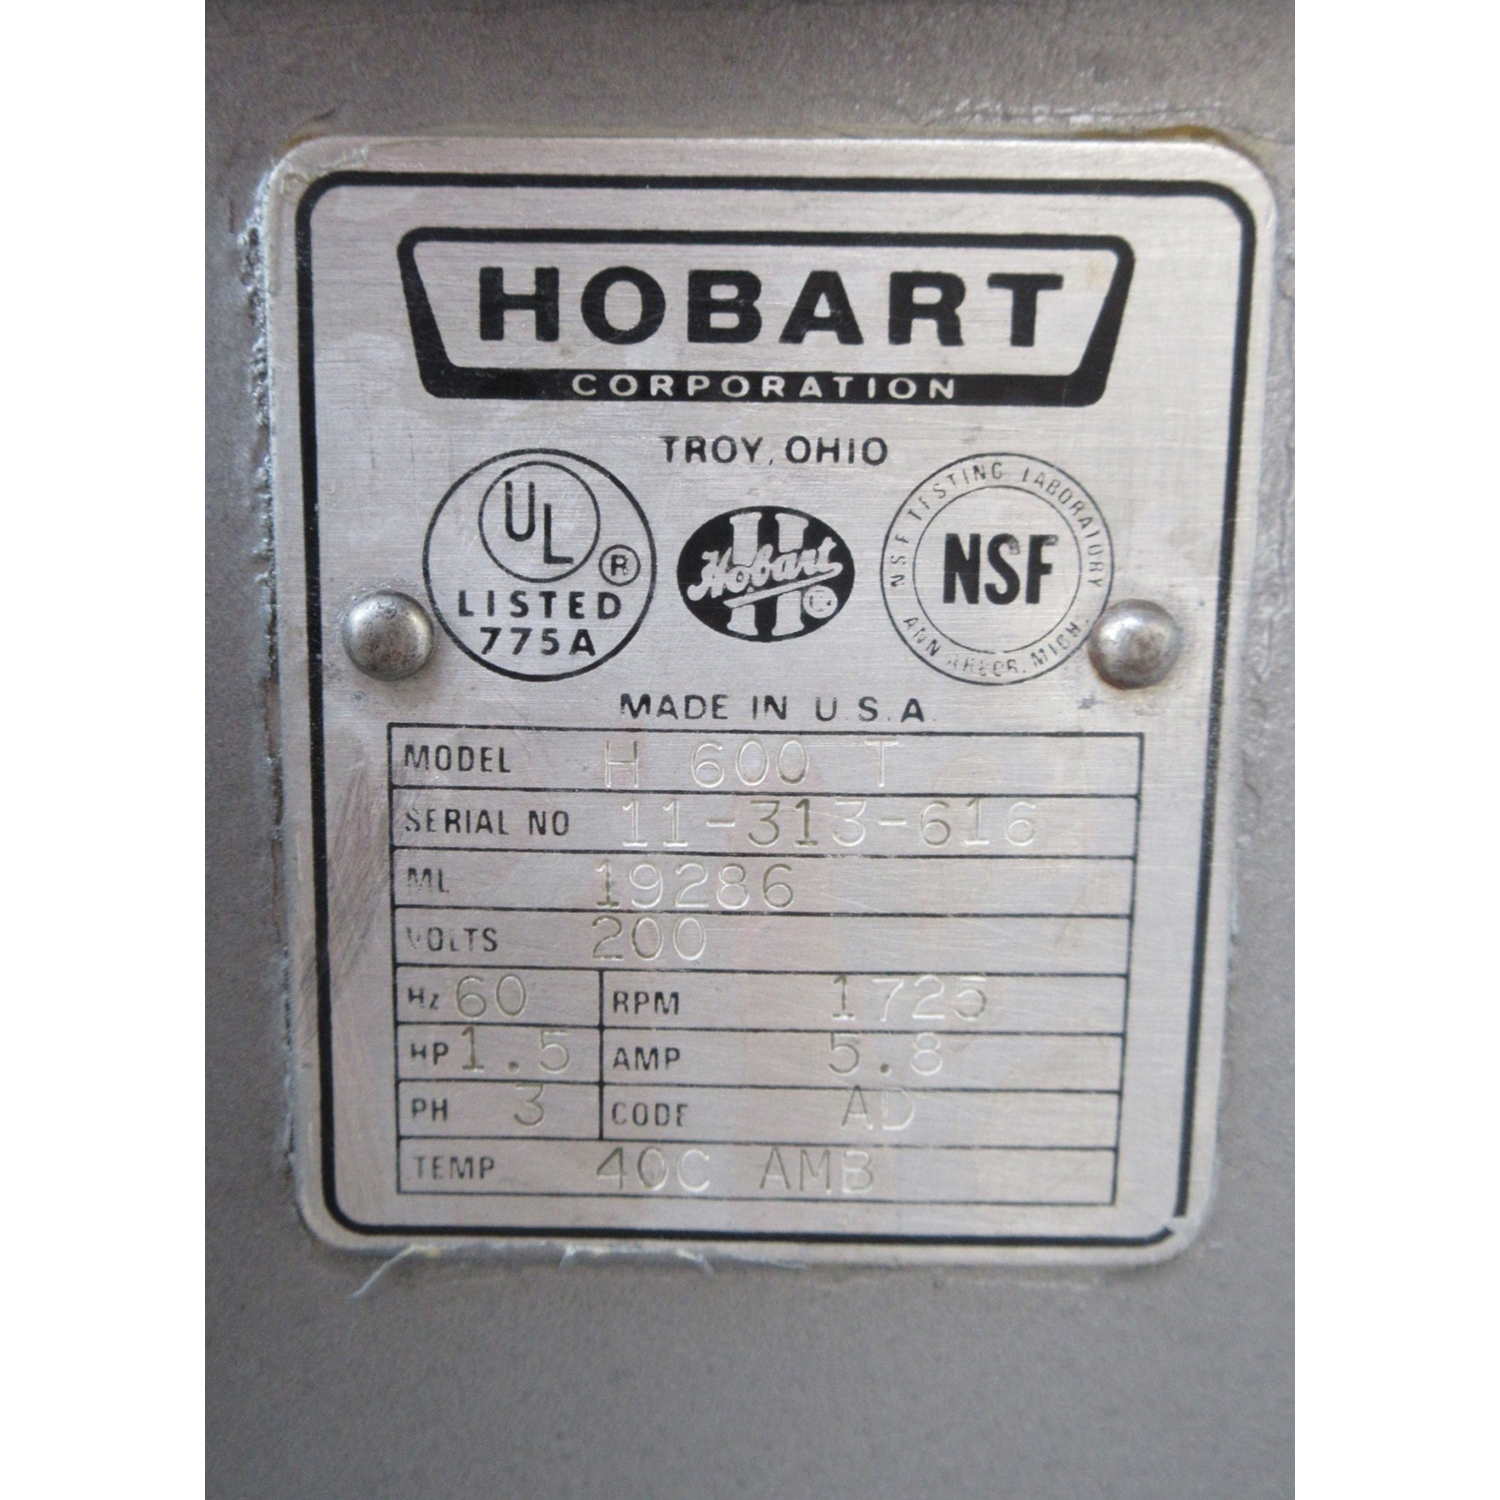 HOBART
CORPORATION
TROY, OHIO
UL
®
LISTED
775A
Hobart
NSF TESTING LABORATORY
NSF
ANN ARBOR, MICH.
MADE IN U.S.A.
MODEL H 600 T
SERIAL NO 11-313-616
ML 19286
VOLTS 200
Hz 60 RPM 1725
HP 1.5 AMP 5.8
PH 3 CODE AD
TEMP 40C AMB